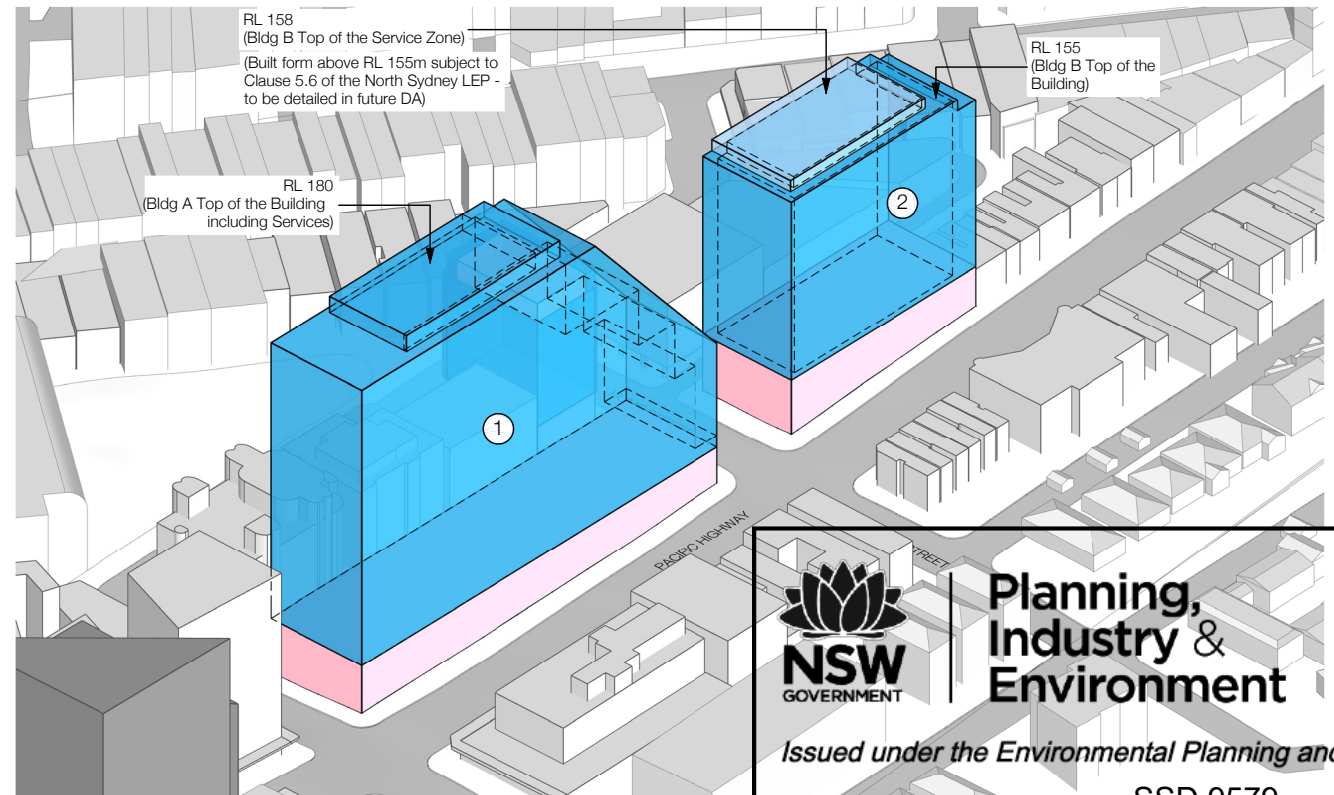 RL 158
(Bldg B Top of the Service Zone)
(Built form above RL 155m subject to
Clause 5.6 of the North Sydney LEP -
to be detailed in future DA)
RL 155
(Bldg B Top of the
Building)
RL 180
(Bldg A Top of the Building
including Services)
2
1
PACIFIC HIGHWAY
STREET
NSW
GOVERNMENT
Planning,
Industry &
Environment
Issued under the Environmental Planning and